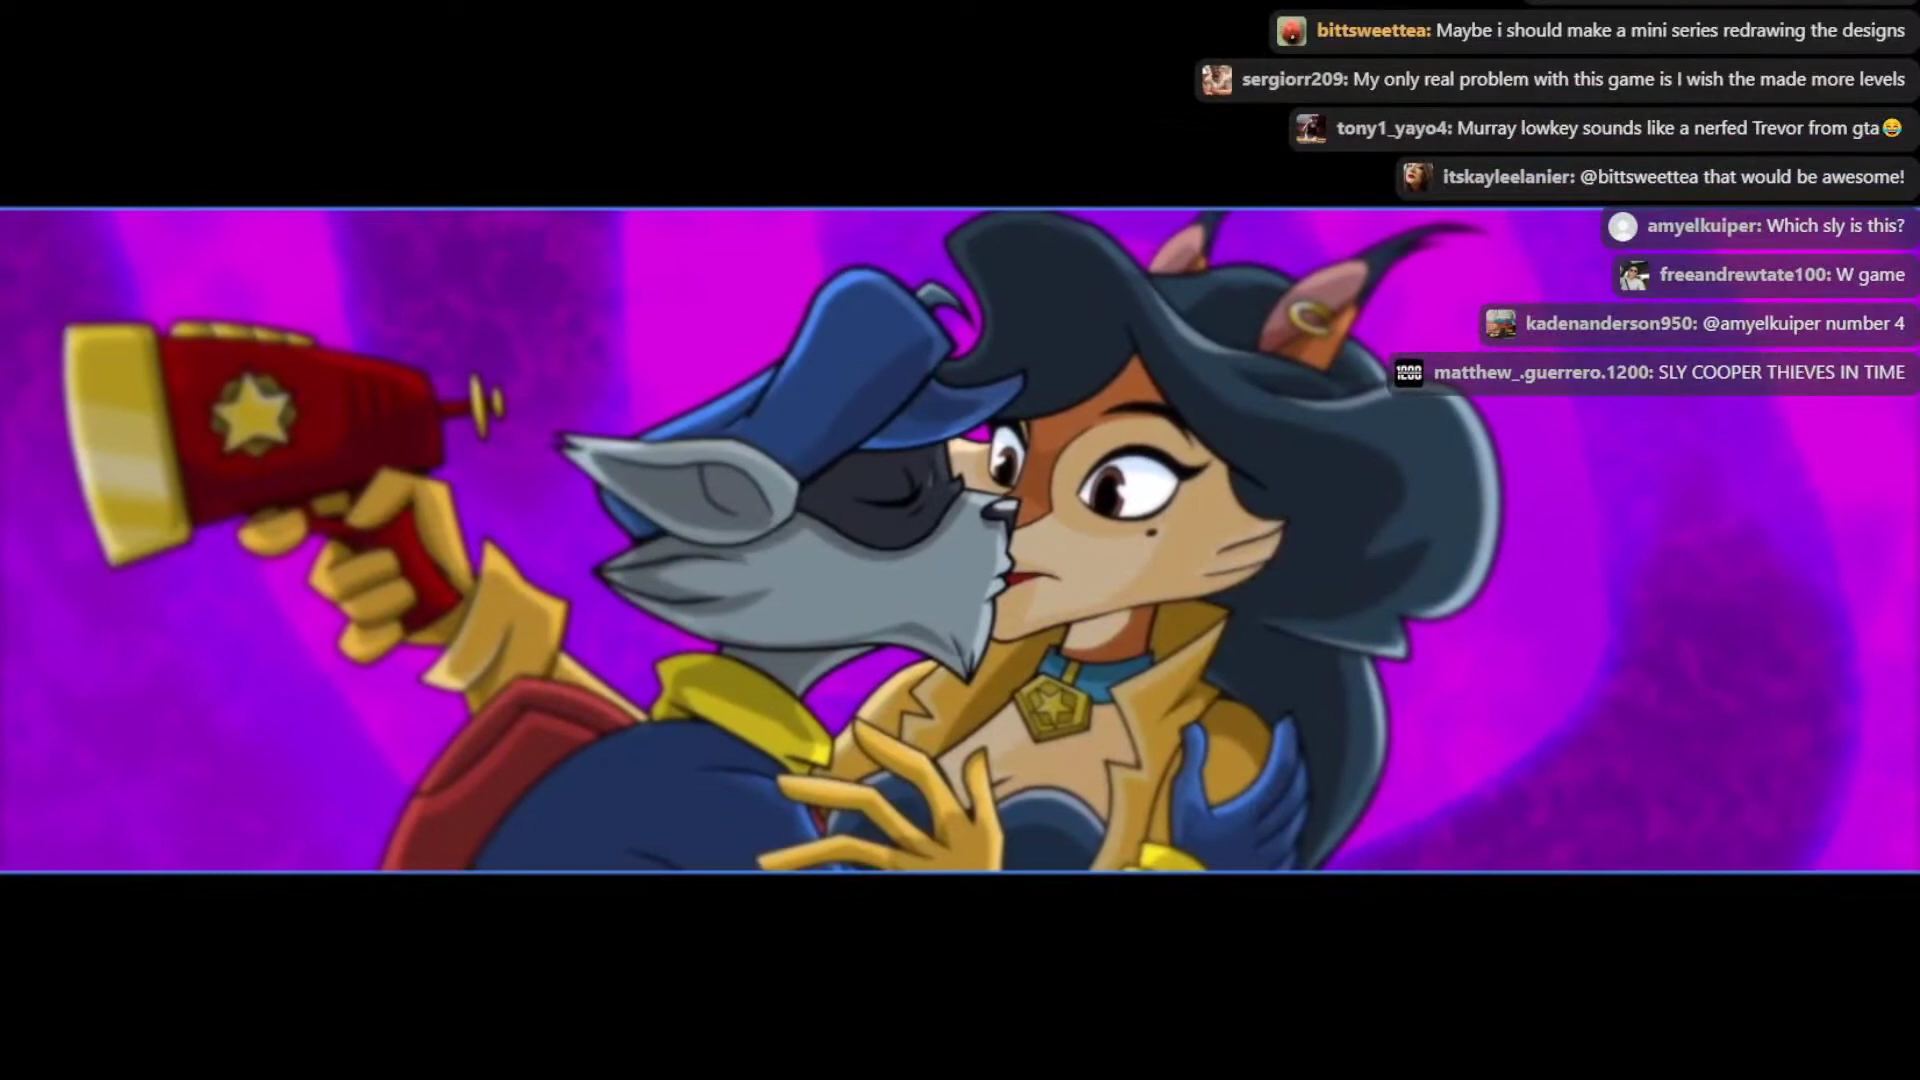 bittsweettea: Maybe i should make a mini series redrawing the designs
sergiorr209: My only real problem with this game is I wish the made more levels
tony1_yayo4: Murray lowkey sounds like a nerfed Trevor from gta😂
itskayleelanier: @bittsweettea that would be awesome!
amyelkuiper: Which sly is this?
freeandrewtate100: W game
kadenanderson950: @amyelkuiper number 4
1200 matthew_.guerrero.1200: SLY COOPER THIEVES IN TIME